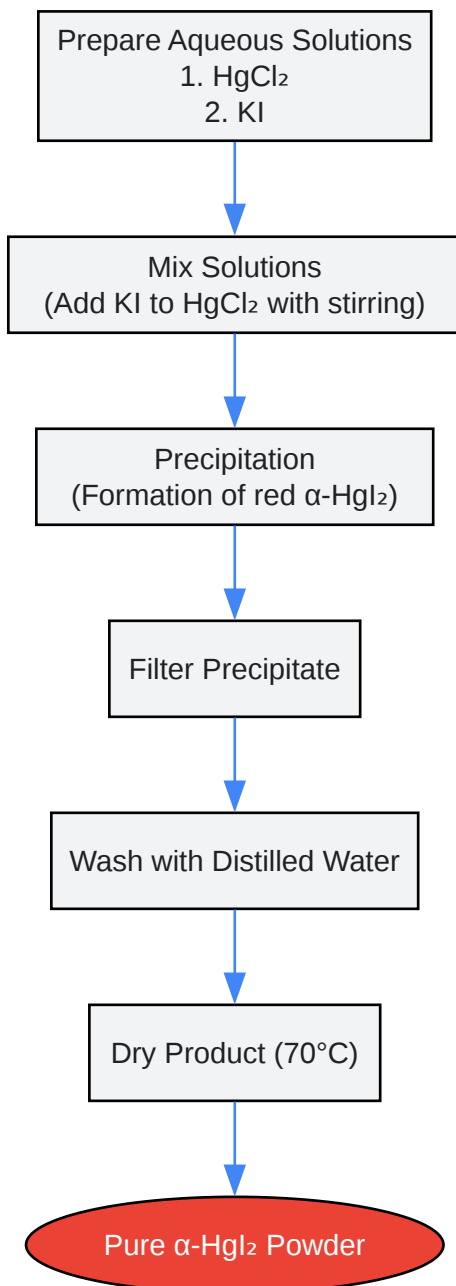 Prepare Aqueous Solutions
1. HgCl₂
2. KI
Mix Solutions
(Add KI to HgCl₂ with stirring)
Precipitation
(Formation of red α-HgI₂)
Filter Precipitate
Wash with Distilled Water
Dry Product (70°C)
Pure α-HgI₂ Powder